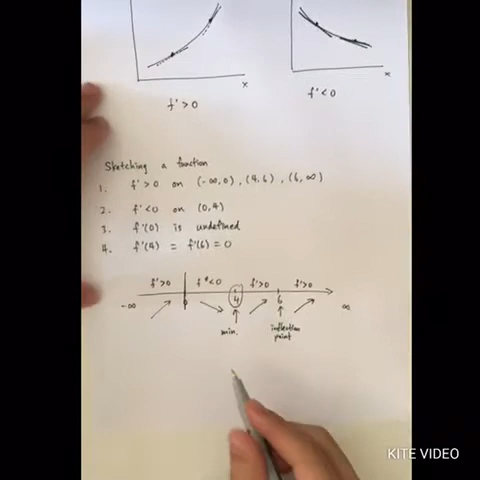 x
x
f' > 0
f' < 0
Sketching a function
1. f' > 0 on (-∞, 0), (4, 6), (6, ∞)
2. f' < 0 on (0, 4)
3. f'(0) is undefined
4. f'(4) = f'(6) = 0
f'>0 f'<0 f'>0 f'>0
-∞ 0 4 6 ∞
min. inflection
point
KITE VIDEO